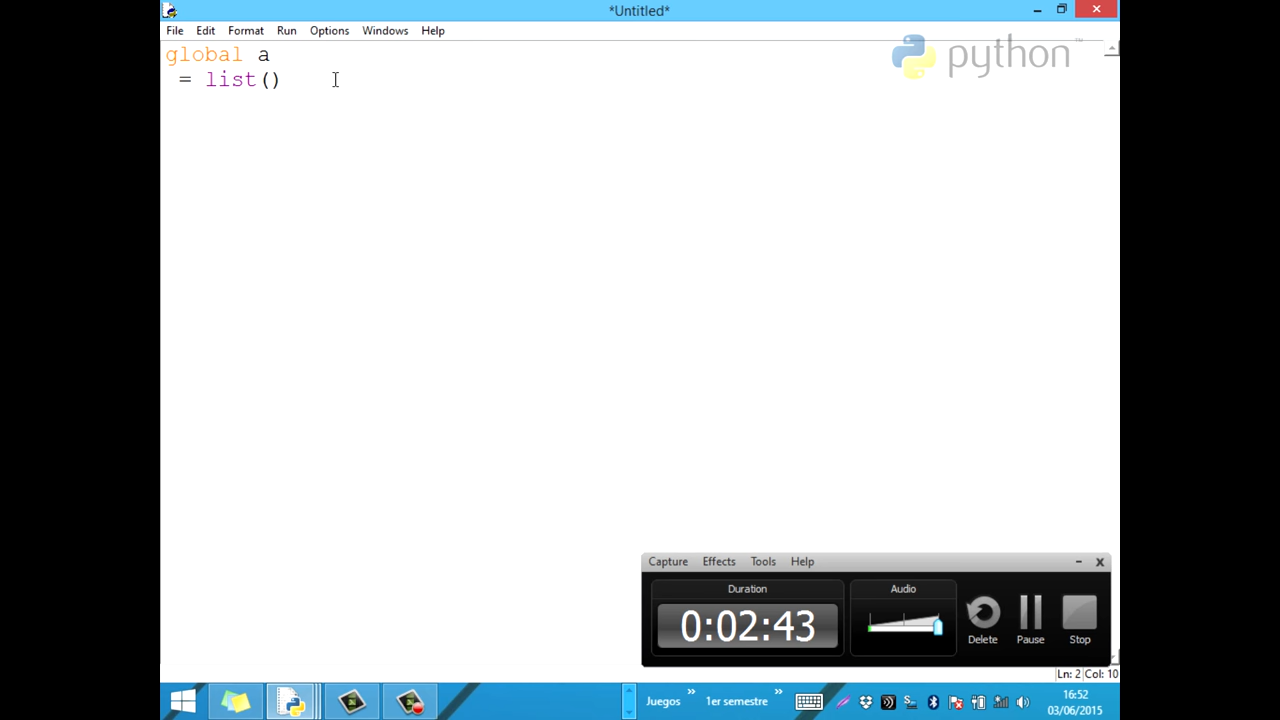 *Untitled*
File Edit Format Run Options Windows Help
python™
global a
 = list()
Capture Effects Tools Help
Duration
Audio
0:02:43
Delete
Pause
Stop
Ln: 2 Col: 10
Juegos » 1er semestre »
16:52
03/06/2015